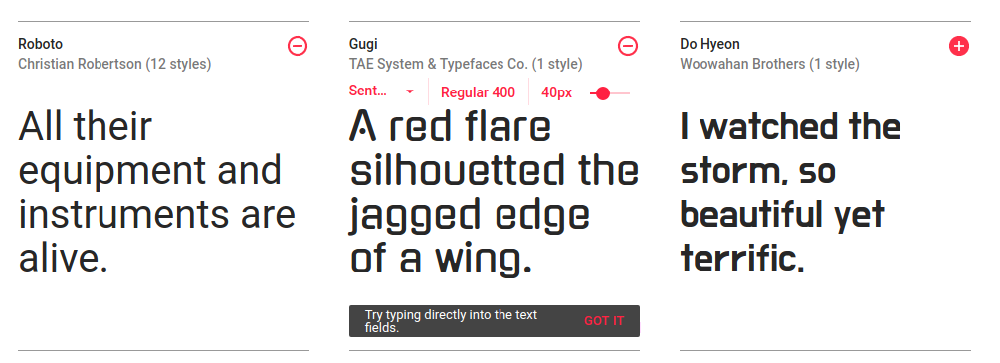 Roboto
Christian Robertson (12 styles)
All their
equipment and
instruments are
alive.
Gugi
TAE System & Typefaces Co. (1 style)
Sent... Regular 400 40px
A red flare
silhouetted the
jagged edge
of a wing.
Try typing directly into the text
fields.
GOT IT
Do Hyeon
Woowahan Brothers (1 style)
I watched the
storm, so
beautiful yet
terrific.